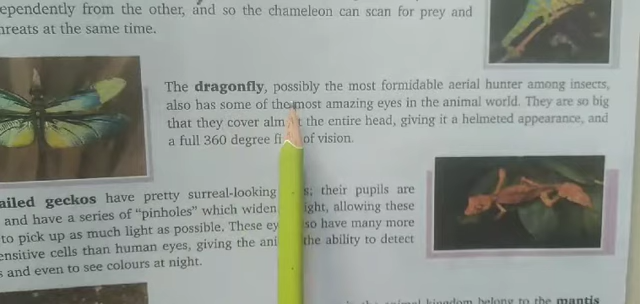 ependently from the other, and so the chameleon can scan for prey and
hreats at the same time.
The dragonfly, possibly the most formidable aerial hunter among insects,
also has some of the most amazing eyes in the animal world. They are so big
that they cover alm t the entire head, giving it a helmeted appearance, and
a full 360 degree fi of vision.
ailed geckos have pretty surreal-looking s; their pupils are
and have a series of "pinholes" which widen ight, allowing these
to pick up as much light as possible. These ey so have many more
ensitive cells than human eyes, giving the ani the ability to detect
s and even to see colours at night.
kingdom belong to the mantis